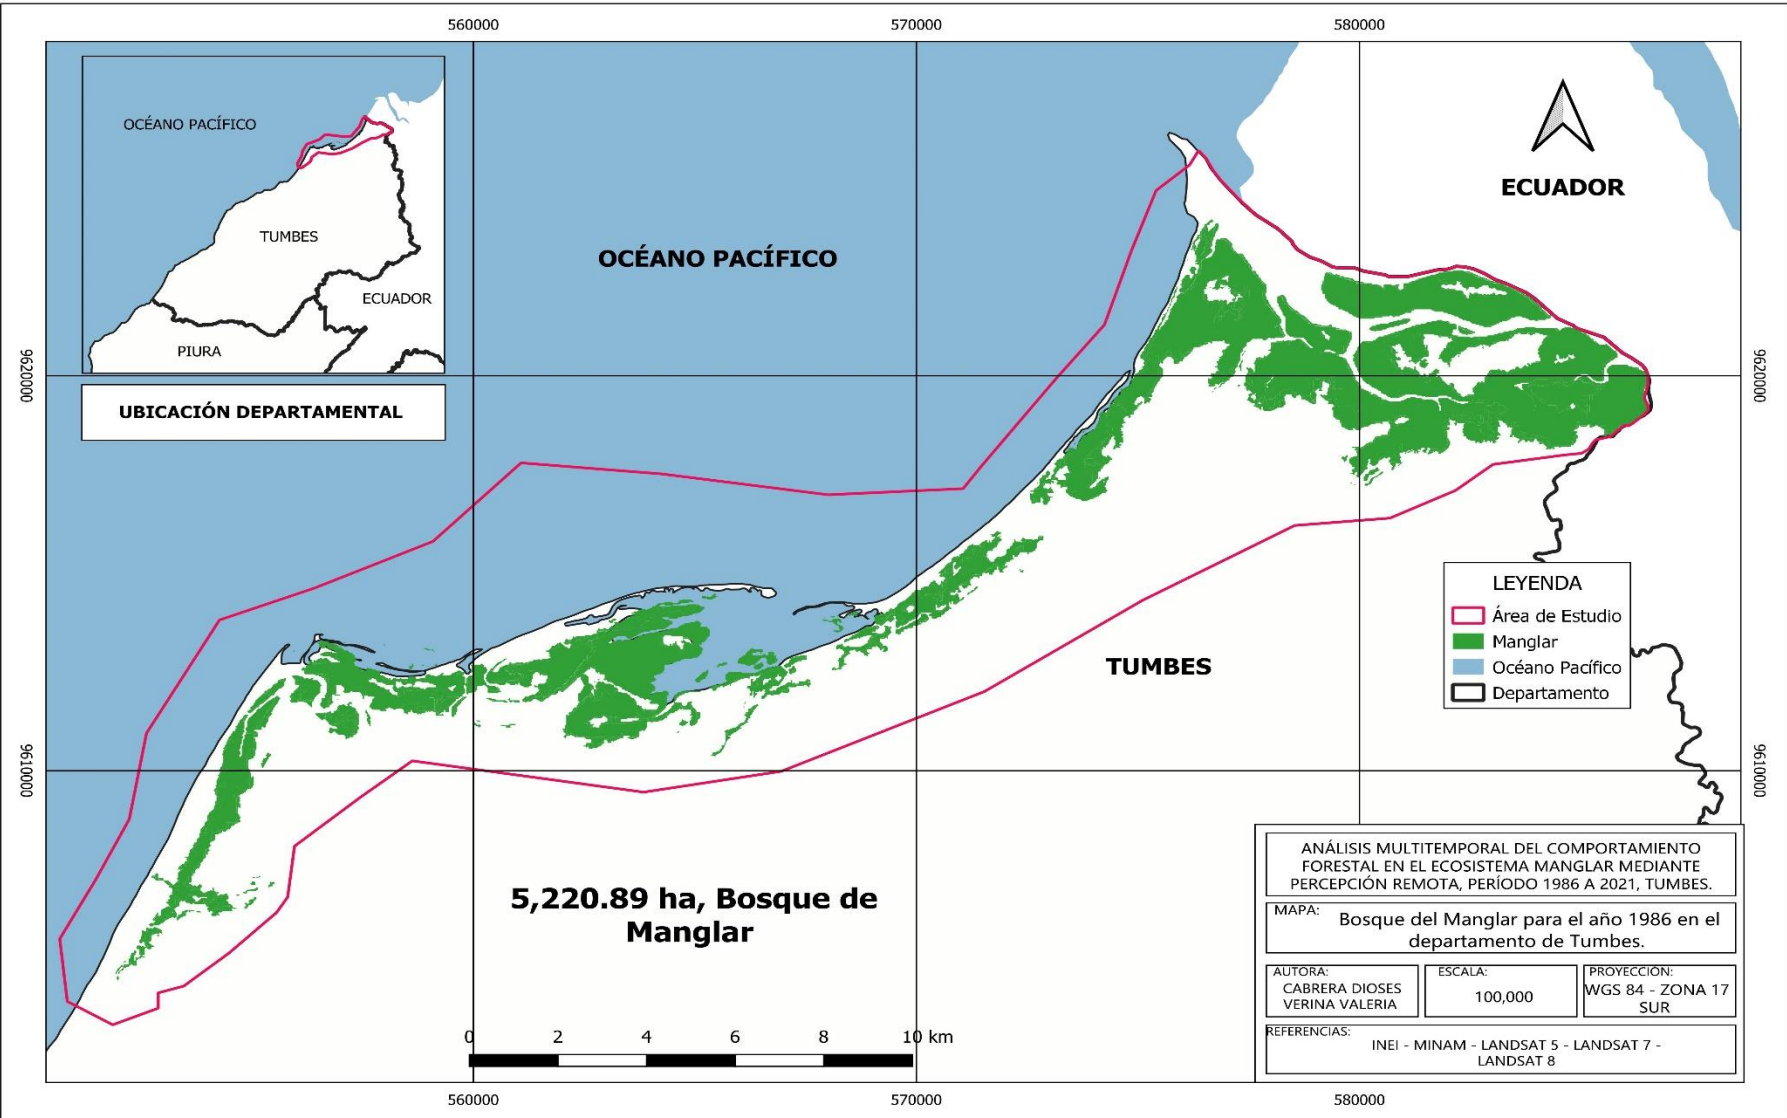 560000
570000
580000
OCÉANO PACÍFICO
TUMBES
ECUADOR
PIURA
UBICACIÓN DEPARTAMENTAL
OCÉANO PACÍFICO
ECUADOR
9620000
9620000
TUMBES
LEYENDA
Área de Estudio
Manglar
Océano Pacífico
Departamento
9610000
9610000
5,220.89 ha, Bosque de
Manglar
0 2 4 6 8 10 km
ANÁLISIS MULTITEMPORAL DEL COMPORTAMIENTO
FORESTAL EN EL ECOSISTEMA MANGLAR MEDIANTE
PERCEPCIÓN REMOTA, PERÍODO 1986 A 2021, TUMBES.
MAPA: Bosque del Manglar para el año 1986 en el
departamento de Tumbes.
AUTORA:
CABRERA DIOSES
VERINA VALERIA
ESCALA:
100,000
PROYECCIÓN:
WGS 84 - ZONA 17
SUR
REFERENCIAS:
INEI - MINAM - LANDSAT 5 - LANDSAT 7 -
LANDSAT 8
560000
570000
580000